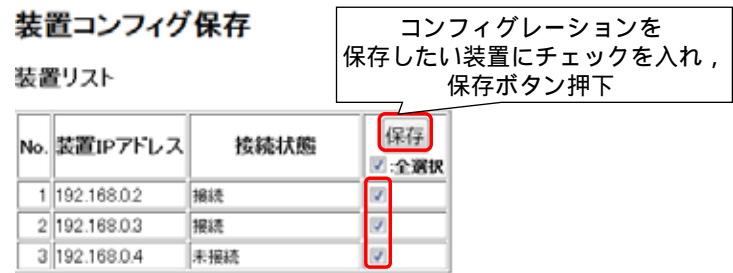 装置コンフィグ保存
コンフィグレーションを
保存したい装置にチェックを入れ，
保存ボタン押下
装置リスト
No. 装置IPアドレス 接続状態 保存
:全選択
1 192.168.0.2 接続
2 192.168.0.3 接続
3 192.168.0.4 未接続